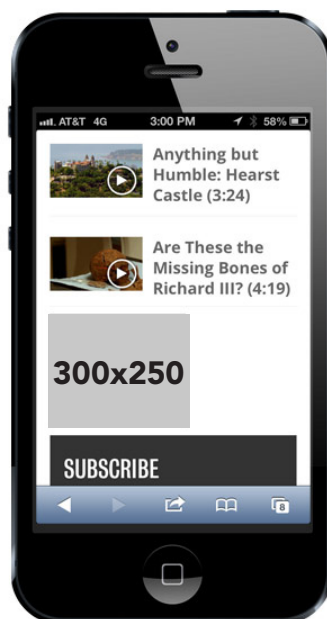 AT&T 4G 3:00 PM 58%
Anything but
Humble: Hearst
Castle (3:24)
Are These the
Missing Bones of
Richard III? (4:19)
300x250
SUBSCRIBE
8